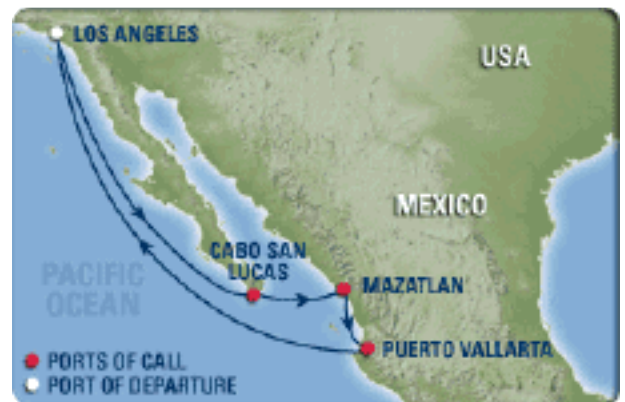 LOS ANGELES
USA
MEXICO
CABO SAN
LUCAS
PACIFIC
OCEAN
MAZATLAN
PUERTO VALLARTA
PORTS OF CALL
PORT OF DEPARTURE